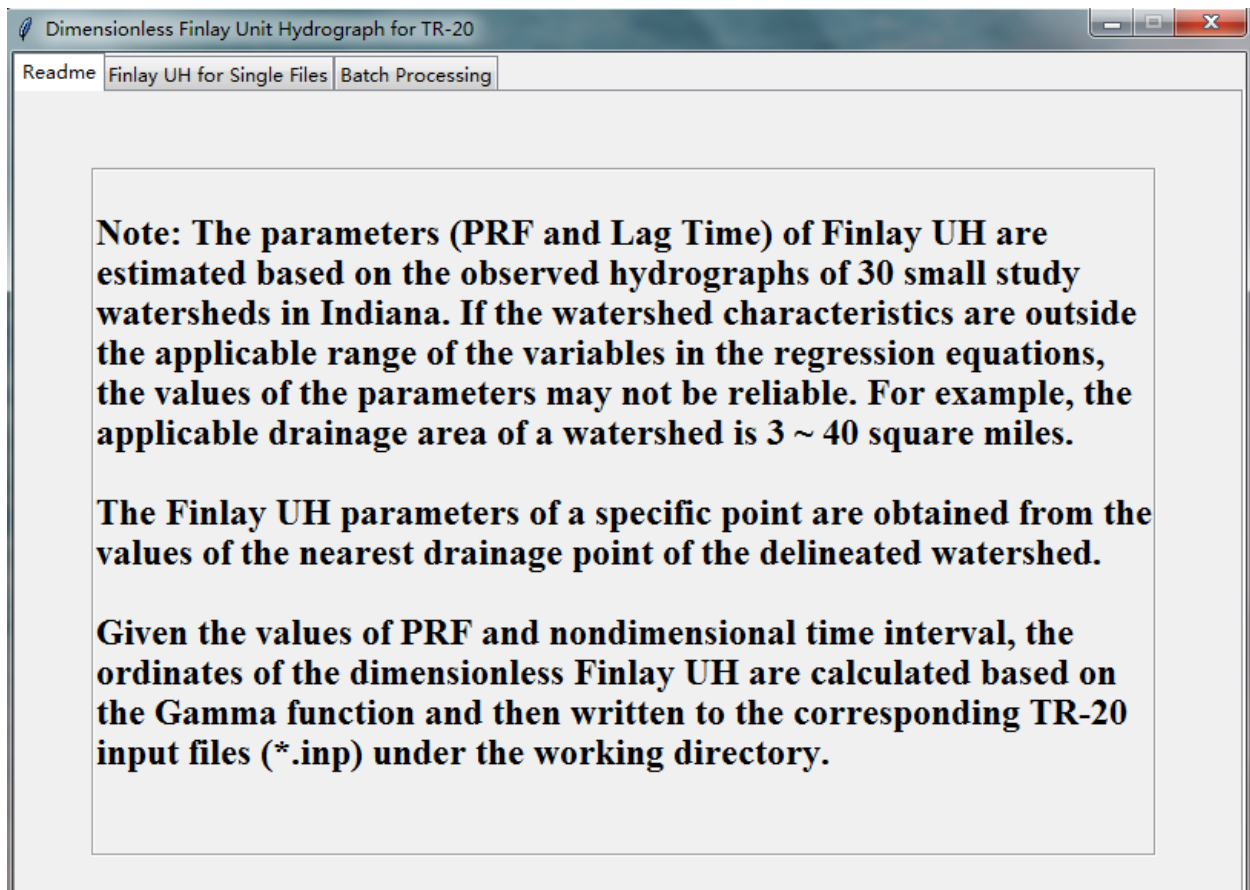 Dimensionless Finlay Unit Hydrograph for TR-20
Readme Finlay UH for Single Files Batch Processing
Note: The parameters (PRF and Lag Time) of Finlay UH are
estimated based on the observed hydrographs of 30 small study
watersheds in Indiana. If the watershed characteristics are outside
the applicable range of the variables in the regression equations,
the values of the parameters may not be reliable. For example, the
applicable drainage area of a watershed is 3 ~ 40 square miles.
The Finlay UH parameters of a specific point are obtained from the
values of the nearest drainage point of the delineated watershed.
Given the values of PRF and nondimensional time interval, the
ordinates of the dimensionless Finlay UH are calculated based on
the Gamma function and then written to the corresponding TR-20
input files (*.inp) under the working directory.